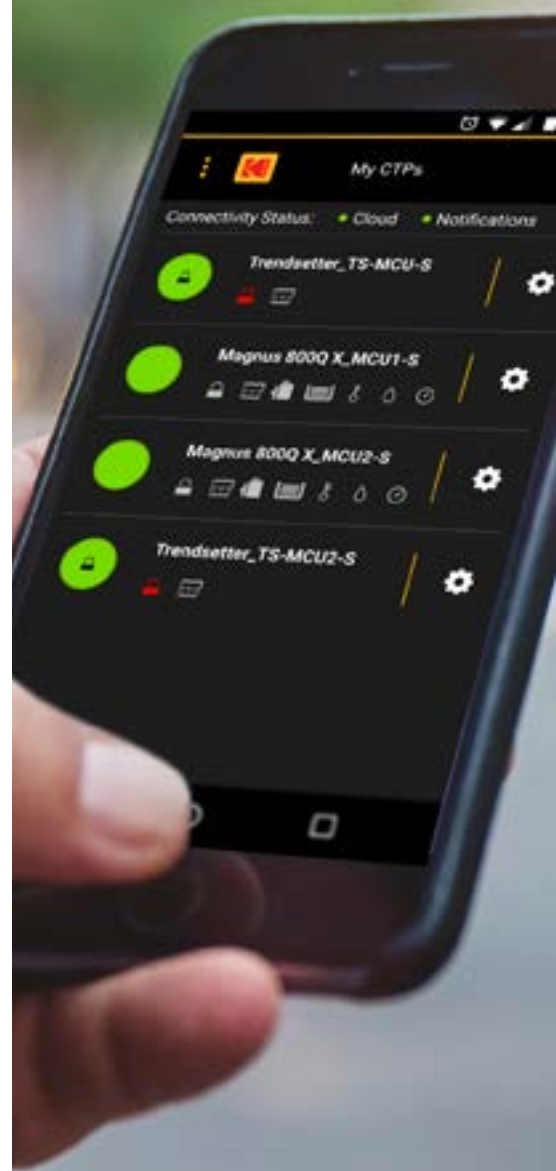 My CTPs
Connectivity Status: • Cloud • Notifications
Trendsetter_TS-MCU-S
Magnus 800Q X_MCU1-S
Magnus 800Q X_MCU2-S
Trendsetter_TS-MCU2-S